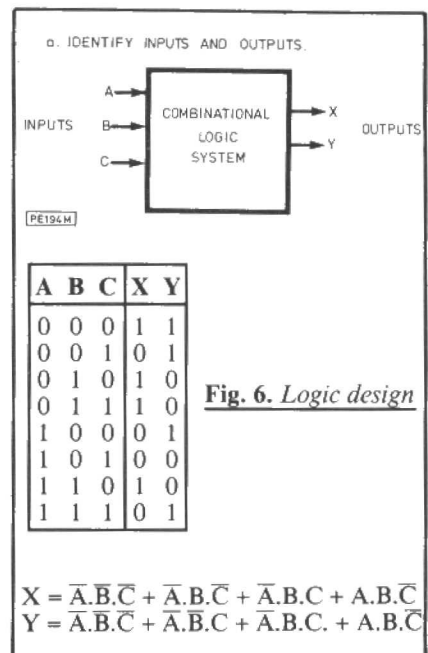 a. IDENTIFY INPUTS AND OUTPUTS.
A
COMBINATIONAL X
INPUTS B LOGIC OUTPUTS
SYSTEM Y
C
PE194M
A B C X Y
0 0 0 1 1
0 0 1 0 1
0 1 0 1 0
0 1 1 1 0
1 0 0 0 1
1 0 1 0 0
1 1 0 1 0
1 1 1 0 1
Fig. 6. Logic design
X = A̅.B̅.C̅ + A̅.B.C̅ + A̅.B.C + A.B.C̅
Y = A̅.B̅.C̅ + A̅.B̅.C + A̅.B.C. + A.B.C̅